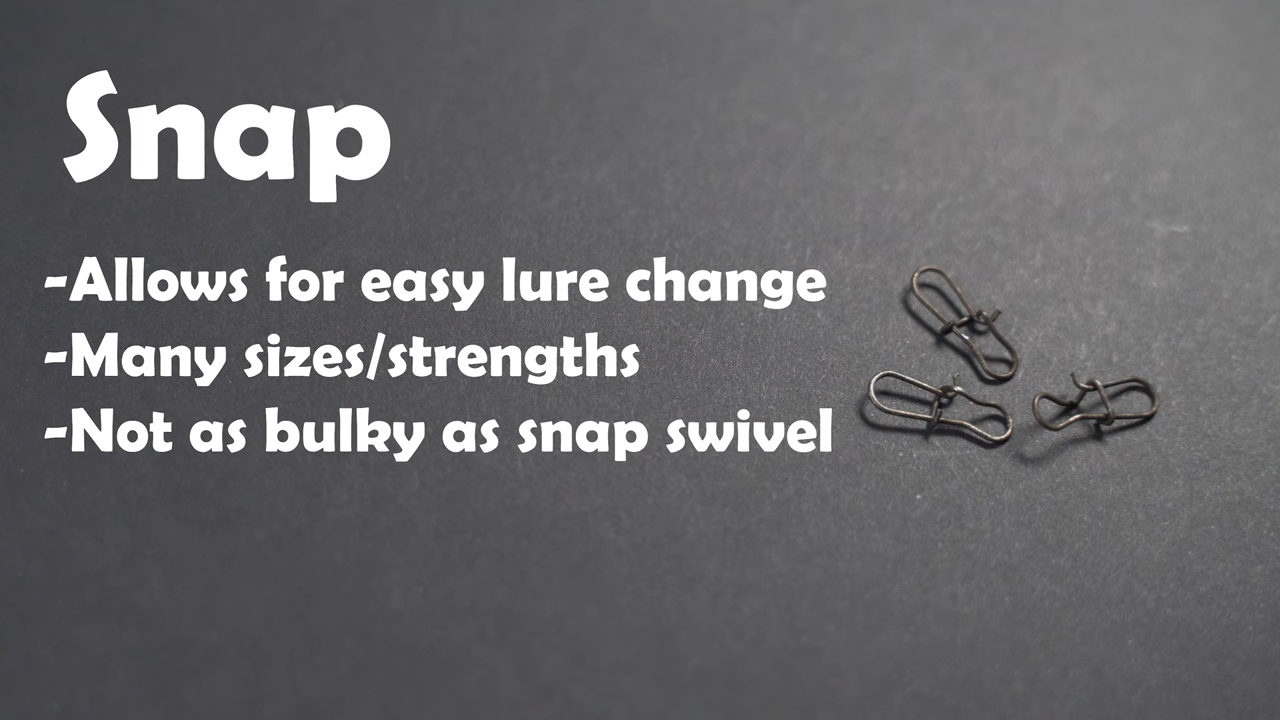 Snap
-Allows for easy lure change
-Many sizes/strengths
-Not as bulky as snap swivel